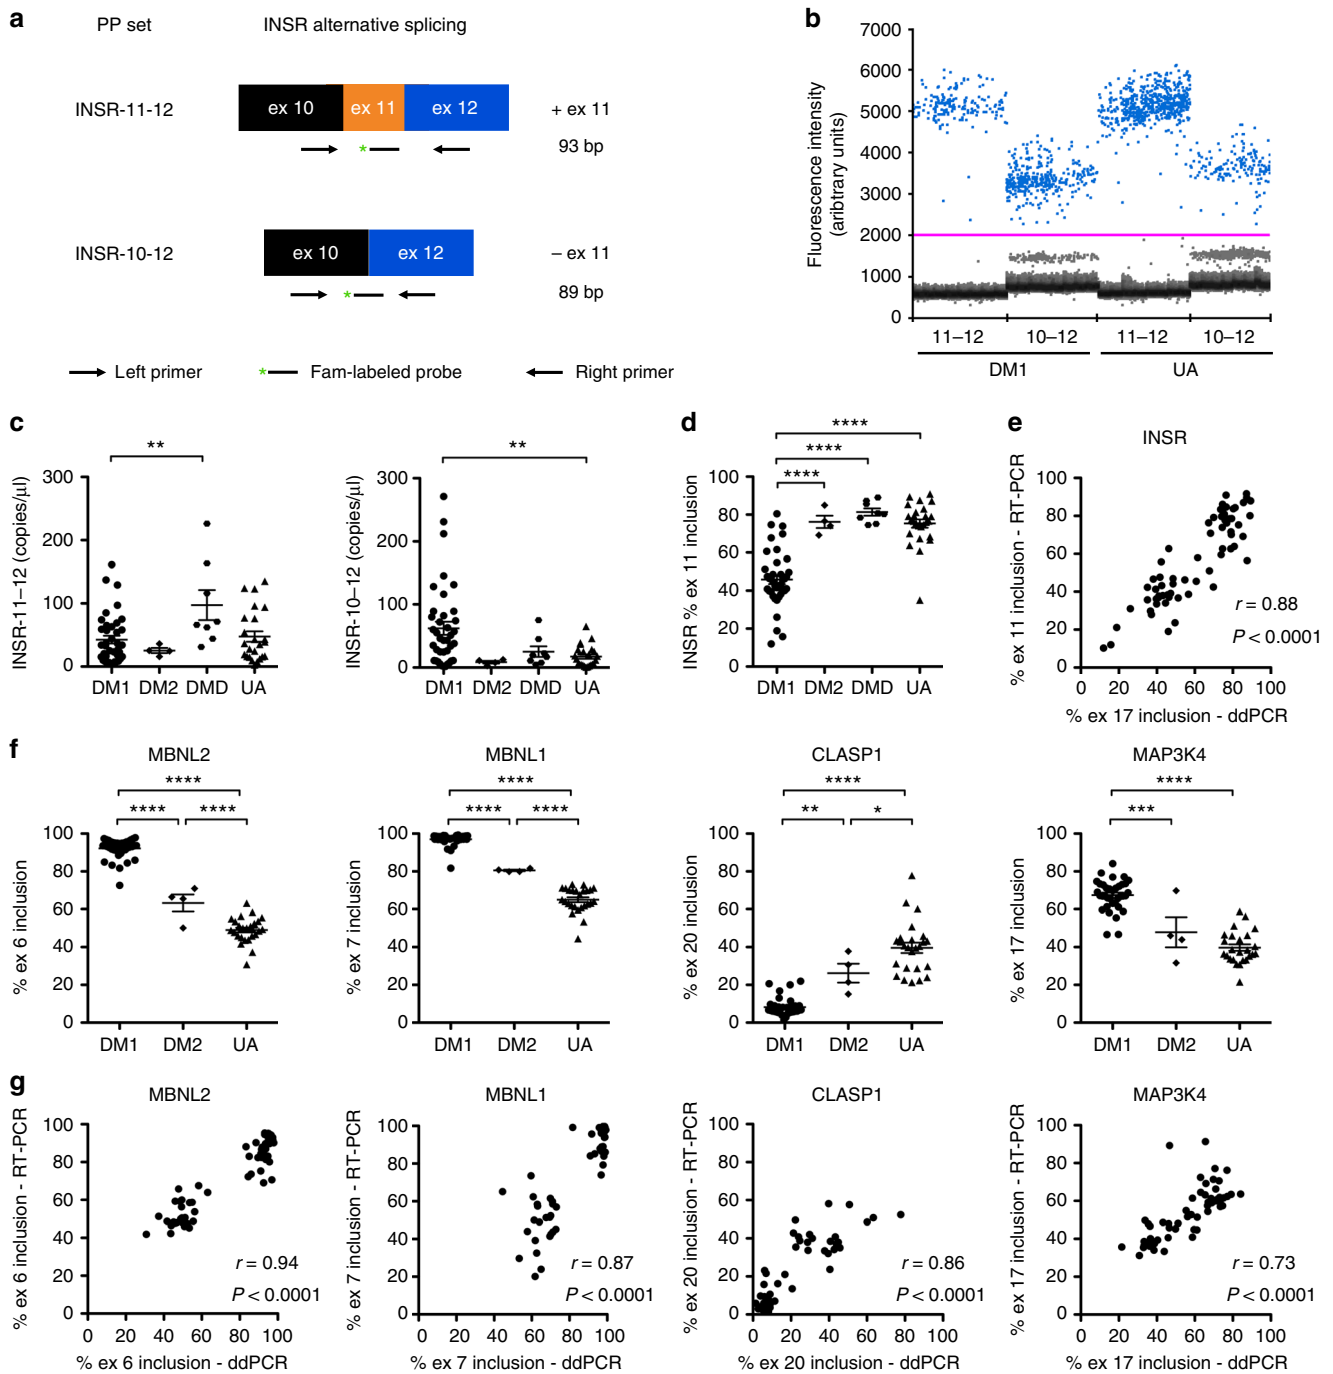 a
PP set
INSR alternative splicing
INSR-11-12
ex 10
ex 11
ex 12
+ ex 11
*
93 bp
INSR-10-12
ex 10
ex 12
– ex 11
*
89 bp
Left primer
*
Fam-labeled probe
Right primer
b
Fluorescence intensity
(aribtrary units)
7000
6000
5000
4000
3000
2000
1000
0
11–12
10–12
11–12
10–12
DM1
UA
c
**
INSR-11–12 (copies/µl)
300
200
100
0
DM1
DM2
DMD
UA
**
INSR-10–12 (copies/µl)
300
200
100
0
DM1
DM2
DMD
UA
d
****
****
****
INSR % ex 11 inclusion
100
80
60
40
20
0
DM1
DM2
DMD
UA
e
INSR
% ex 11 inclusion - RT-PCR
100
80
60
40
20
0
r = 0.88
P < 0.0001
0
20
40
60
80
100
% ex 17 inclusion - ddPCR
f
MBNL2
****
****
****
% ex 6 inclusion
100
80
60
40
20
0
DM1
DM2
UA
MBNL1
****
****
****
% ex 7 inclusion
100
80
60
40
20
0
DM1
DM2
UA
CLASP1
****
**
*
% ex 20 inclusion
100
80
60
40
20
0
DM1
DM2
UA
MAP3K4
****
***
% ex 17 inclusion
100
80
60
40
20
0
DM1
DM2
UA
g
MBNL2
% ex 6 inclusion - RT-PCR
100
80
60
40
20
0
r = 0.94
P < 0.0001
0
20
40
60
80
100
% ex 6 inclusion - ddPCR
MBNL1
% ex 7 inclusion - RT-PCR
100
80
60
40
20
0
r = 0.87
P < 0.0001
0
20
40
60
80
100
% ex 7 inclusion - ddPCR
CLASP1
% ex 20 inclusion - RT-PCR
100
80
60
40
20
0
r = 0.86
P < 0.0001
0
20
40
60
80
100
% ex 20 inclusion - ddPCR
MAP3K4
% ex 17 inclusion - RT-PCR
100
80
60
40
20
0
r = 0.73
P < 0.0001
0
20
40
60
80
100
% ex 17 inclusion - ddPCR